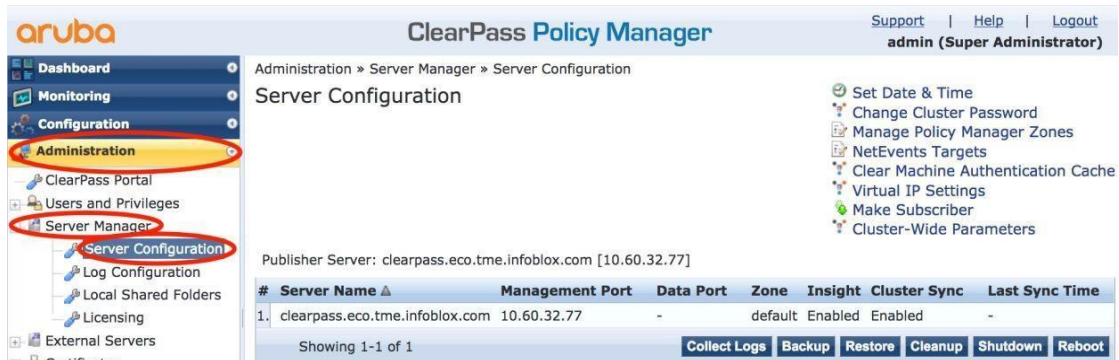 aruba
ClearPass Policy Manager
Support | Help | Logout
admin (Super Administrator)
Dashboard
Monitoring
Configuration
Administration
ClearPass Portal
Users and Privileges
Server Manager
Server Configuration
Log Configuration
Local Shared Folders
Licensing
External Servers
Administration » Server Manager » Server Configuration
Server Configuration
Set Date & Time
Change Cluster Password
Manage Policy Manager Zones
NetEvents Targets
Clear Machine Authentication Cache
Virtual IP Settings
Make Subscriber
Cluster-Wide Parameters
Publisher Server: clearpass.eco.tme.infoblox.com [10.60.32.77]
# Server Name Management Port Data Port Zone Insight Cluster Sync Last Sync Time
1. clearpass.eco.tme.infoblox.com 10.60.32.77 - default Enabled Enabled -
Showing 1-1 of 1
Collect Logs Backup Restore Cleanup Shutdown Reboot